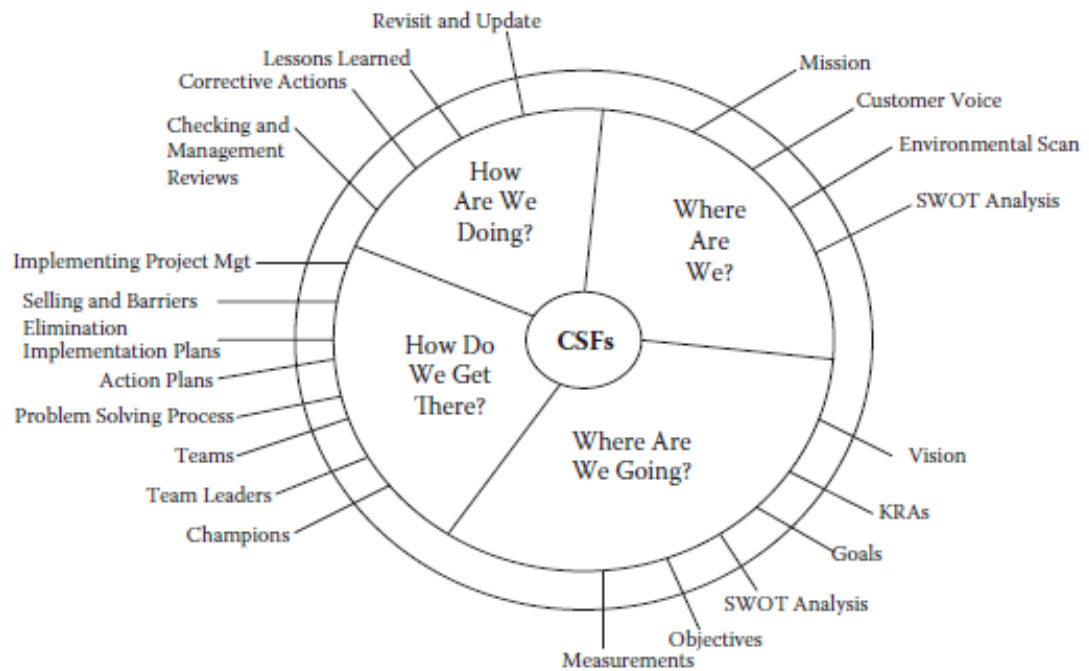 Revisit and Update
Lessons Learned
Corrective Actions
Checking and
Management
Reviews
Mission
Customer Voice
Environmental Scan
SWOT Analysis
How
Are We
Doing?
Where
Are
We?
Implementing Project Mgt
Selling and Barriers
Elimination
Implementation Plans
Action Plans
Problem Solving Process
Teams
Team Leaders
Champions
How Do
We Get
There?
CSFs
Where Are
We Going?
Vision
KRAs
Goals
SWOT Analysis
Objectives
Measurements